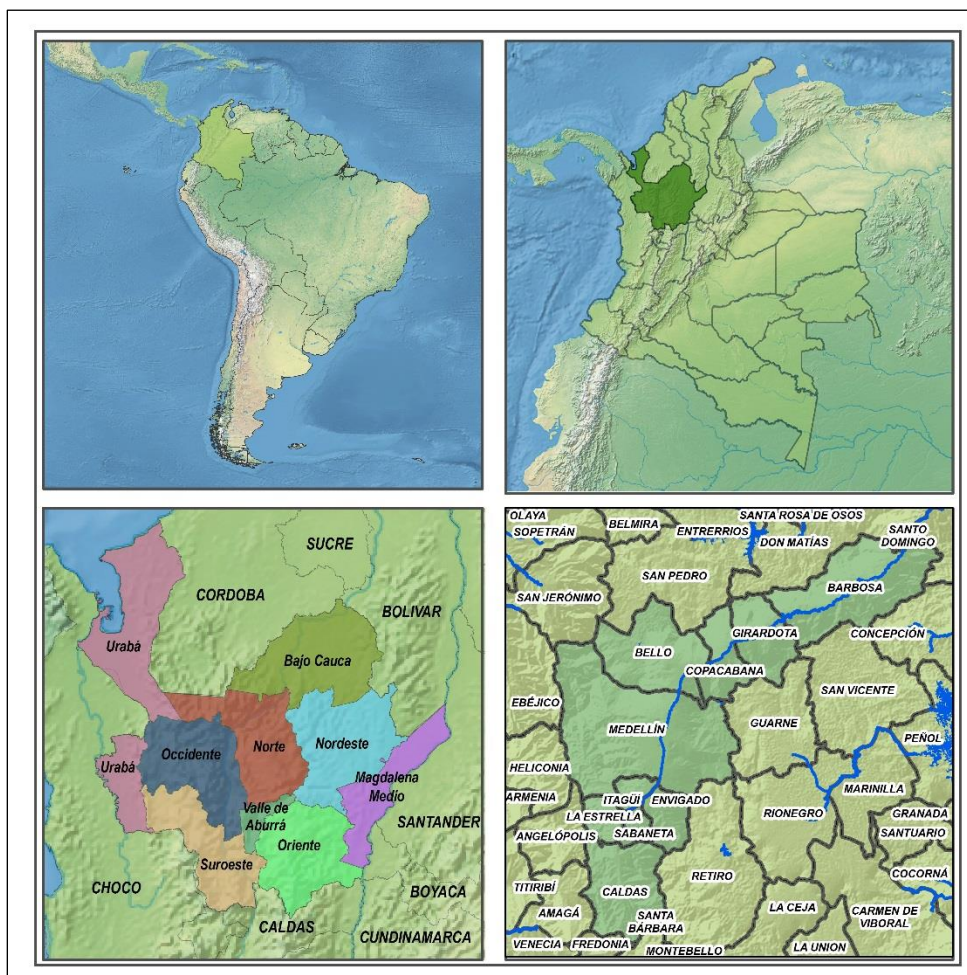 SUCRE
CORDOBA
BOLIVAR
Urabá
Bajo Cauca
Occidente
Norte
Nordeste
Urabá
Magdalena
Medio
Valle de
Aburrá
SANTANDER
Oriente
Suroeste
CHOCO
BOYACA
CALDAS
CUNDINAMARCA
OLAYA
SANTA ROSA DE OSOS
SOPETRÁN
BELMIRA
ENTRERRIOS
SANTO
DOMINGO
DON MATÍAS
SAN PEDRO
BARBOSA
SAN JERÓNIMO
GIRARDOTA
CONCEPCIÓN
BELLO
COPACABANA
SAN VICENTE
EBÉJICO
GUARNE
MEDELLÍN
PEÑOL
HELICONIA
MARINILLA
ARMENIA
ITAGÜI
ENVIGADO
RIONEGRO
GRANADA
LA ESTRELLA
ANGELÓPOLIS
SABANETA
SANTUARIO
RETIRO
COCORNÁ
TITIRIBÍ
CALDAS
LA CEJA
CARMEN DE
VIBORAL
AMAGÁ
SANTA
BÁRBARA
VENECIA
FREDONIA
MONTEBELLO
LA UNION